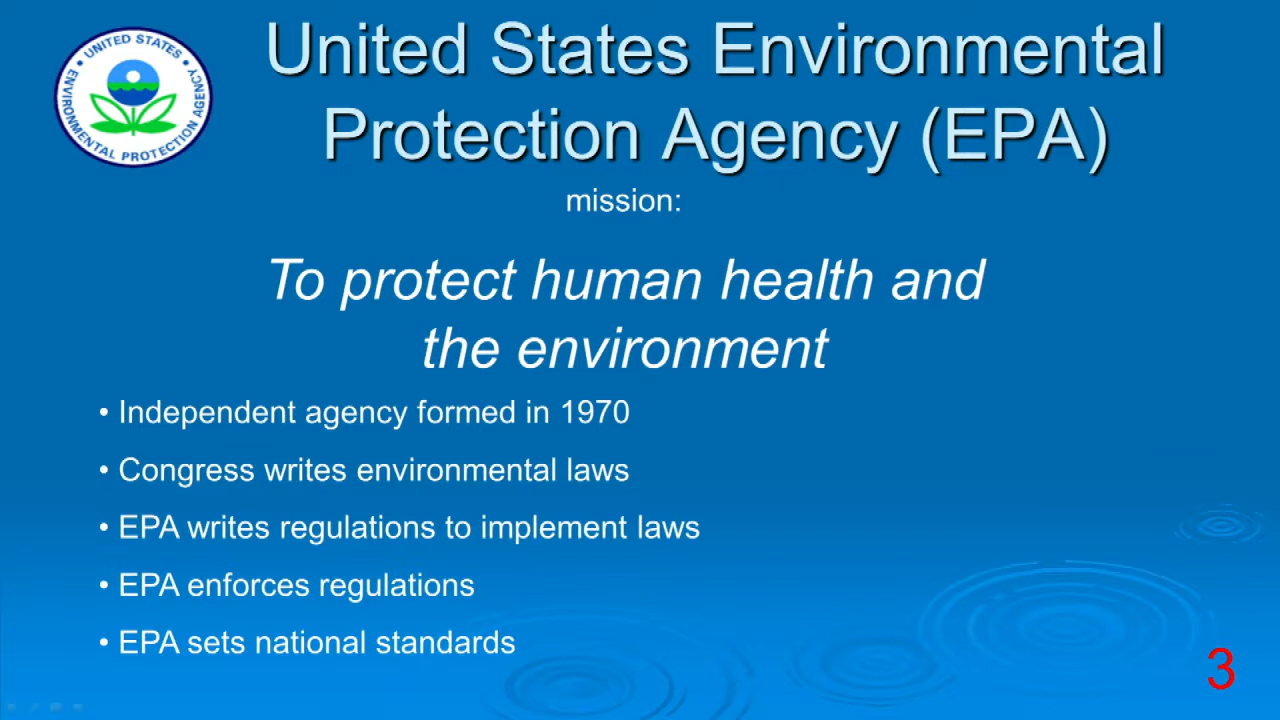 UNITED STATES
ENVIRONMENTAL PROTECTION AGENCY
United States Environmental
Protection Agency (EPA)
mission:
To protect human health and
the environment
• Independent agency formed in 1970
• Congress writes environmental laws
• EPA writes regulations to implement laws
• EPA enforces regulations
• EPA sets national standards
3